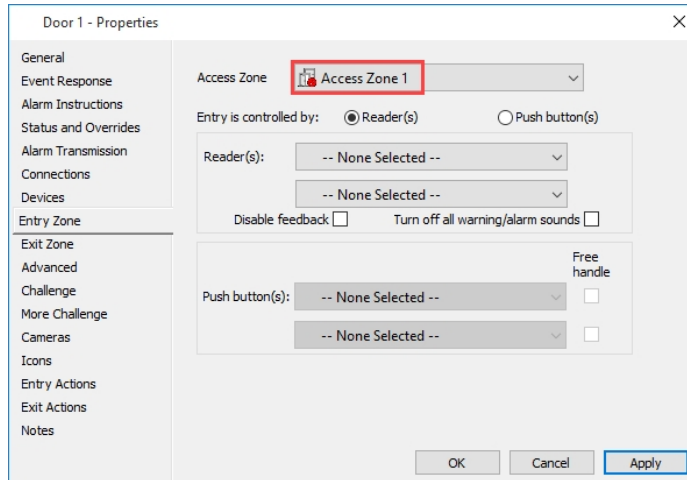 Door 1 - Properties
General
Event Response
Alarm Instructions
Status and Overrides
Alarm Transmission
Connections
Devices
Entry Zone
Exit Zone
Advanced
Challenge
More Challenge
Cameras
Icons
Entry Actions
Exit Actions
Notes
Access Zone Access Zone 1
Entry is controlled by: Reader(s) Push button(s)
Reader(s): -- None Selected --
-- None Selected --
Disable feedback Turn off all warning/alarm sounds
Free
handle
Push button(s): -- None Selected --
-- None Selected --
OK Cancel Apply